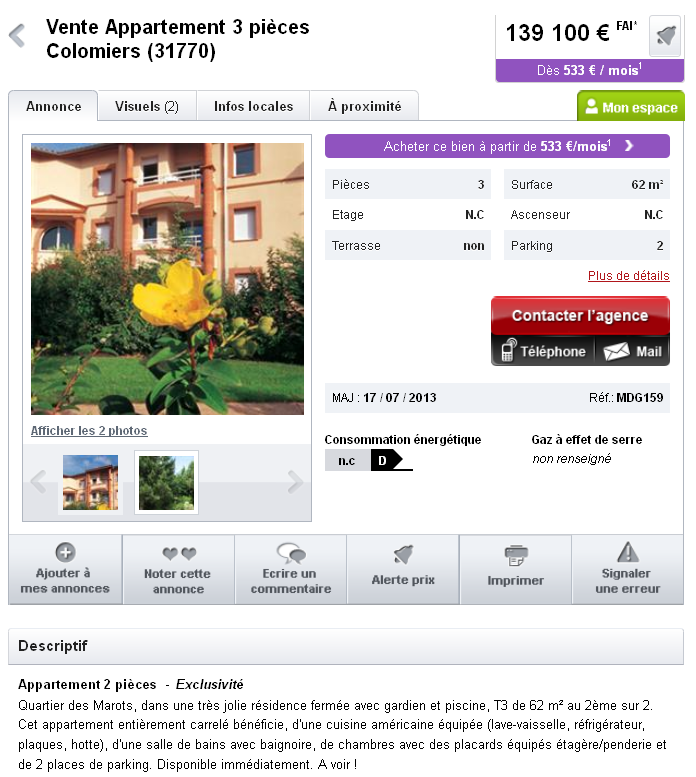 Vente Appartement 3 pièces
Colomiers (31770)
139 100 € FAI*
Dès 533 € / mois¹
Annonce
Visuels (2)
Infos locales
À proximité
Mon espace
Acheter ce bien à partir de 533 €/mois¹
Pièces 3
Surface 62 m²
Etage N.C
Ascenseur N.C
Terrasse non
Parking 2
Plus de détails
Contacter l'agence
Téléphone
Mail
MAJ : 17 / 07 / 2013
Réf.: MDG159
Afficher les 2 photos
Consommation énergétique
Gaz à effet de serre
n.c D
non renseigné
Ajouter à
mes annonces
Noter cette
annonce
Ecrire un
commentaire
Alerte prix
Imprimer
Signaler
une erreur
Descriptif
Appartement 2 pièces - Exclusivité
Quartier des Marots, dans une très jolie résidence fermée avec gardien et piscine, T3 de 62 m² au 2ème sur 2.
Cet appartement entièrement carrelé bénéficie, d'une cuisine américaine équipée (lave-vaisselle, réfrigérateur,
plaques, hotte), d'une salle de bains avec baignoire, de chambres avec des placards équipés étagère/penderie et
de 2 places de parking. Disponible immédiatement. A voir !